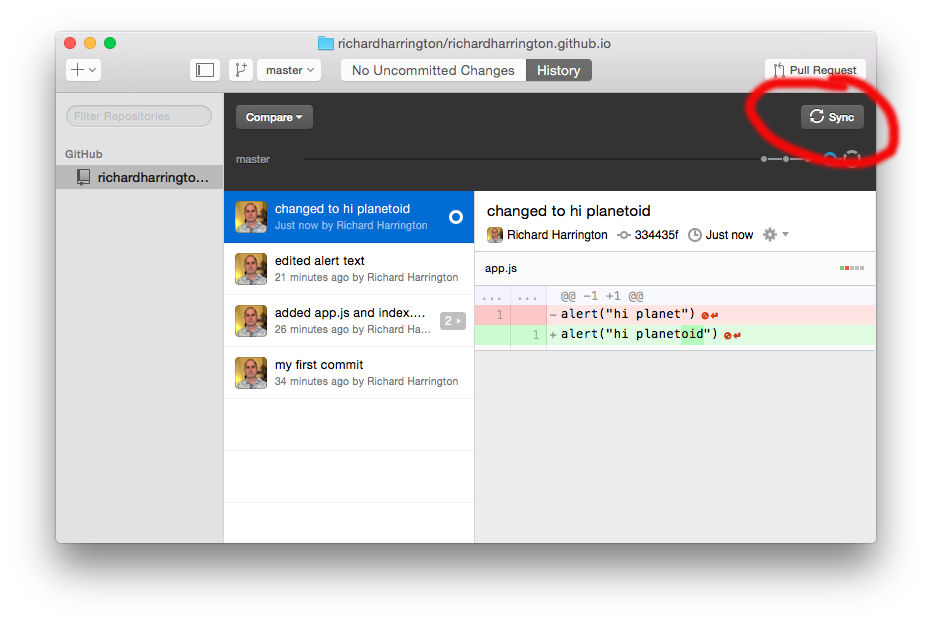 richardharrington/richardharrington.github.io
master
No Uncommitted Changes
History
Pull Request
Filter Repositories
Compare
Sync
GitHub
master
richardharringto...
changed to hi planetoid
Just now by Richard Harrington
edited alert text
21 minutes ago by Richard Harrington
added app.js and index....
26 minutes ago by Richard Ha...
2
my first commit
34 minutes ago by Richard Harrington
changed to hi planetoid
Richard Harrington 334435f Just now
app.js
... ... @@ -1 +1 @@
1 -alert("hi planet")
1 +alert("hi planetoid")